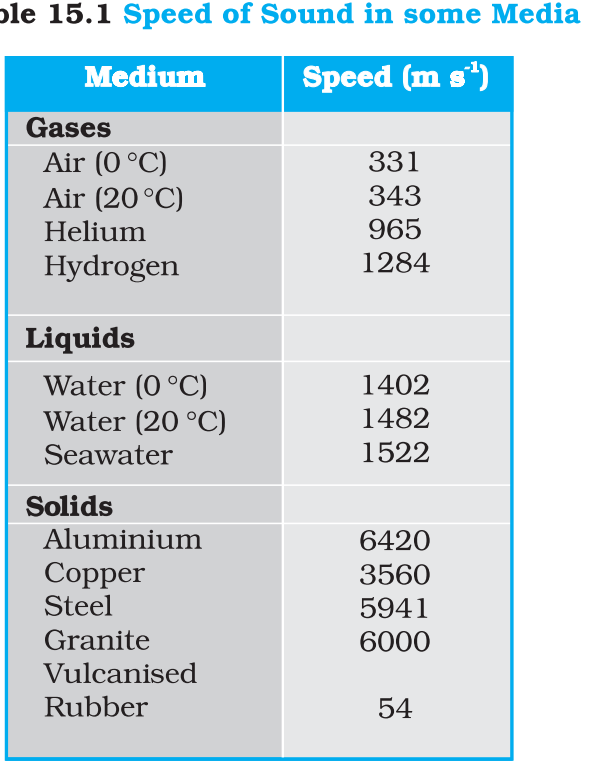 ble 15.1 Speed of Sound in some Media
Medium Speed (m s⁻¹)
Gases
Air (0 °C) 331
Air (20 °C) 343
Helium 965
Hydrogen 1284
Liquids
Water (0 °C) 1402
Water (20 °C) 1482
Seawater 1522
Solids
Aluminium 6420
Copper 3560
Steel 5941
Granite 6000
Vulcanised
Rubber 54